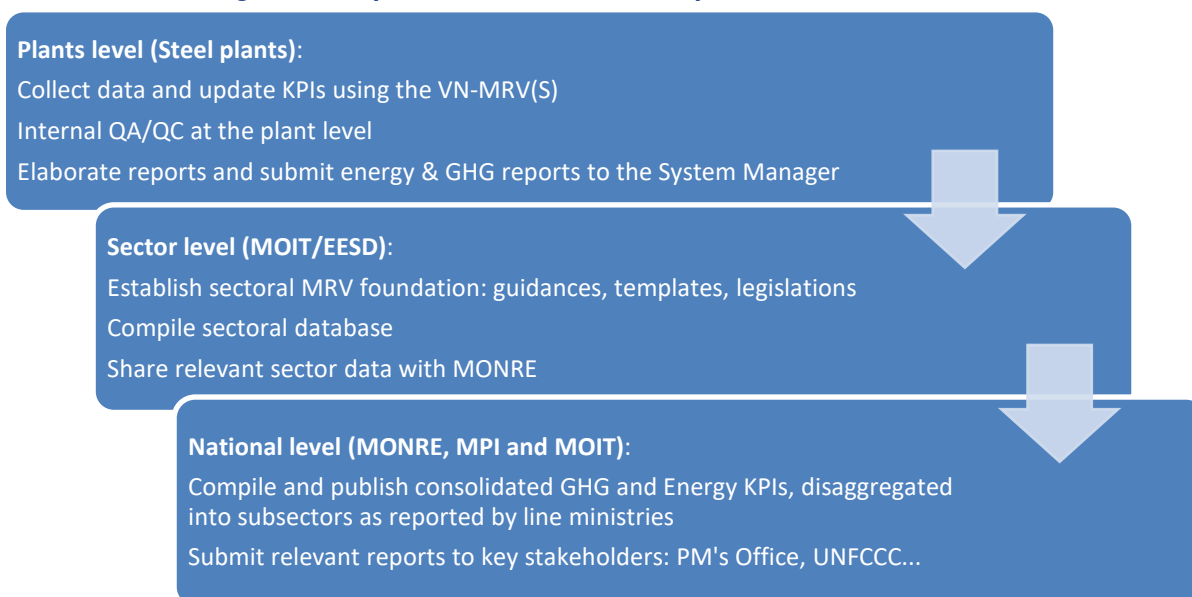 Plants level (Steel plants):
Collect data and update KPIs using the VN-MRV(S)
Internal QA/QC at the plant level
Elaborate reports and submit energy & GHG reports to the System Manager
Sector level (MOIT/EESD):
Establish sectoral MRV foundation: guidances, templates, legislations
Compile sectoral database
Share relevant sector data with MONRE
National level (MONRE, MPI and MOIT):
Compile and publish consolidated GHG and Energy KPIs, disaggregated
into subsectors as reported by line ministries
Submit relevant reports to key stakeholders: PM's Office, UNFCCC...